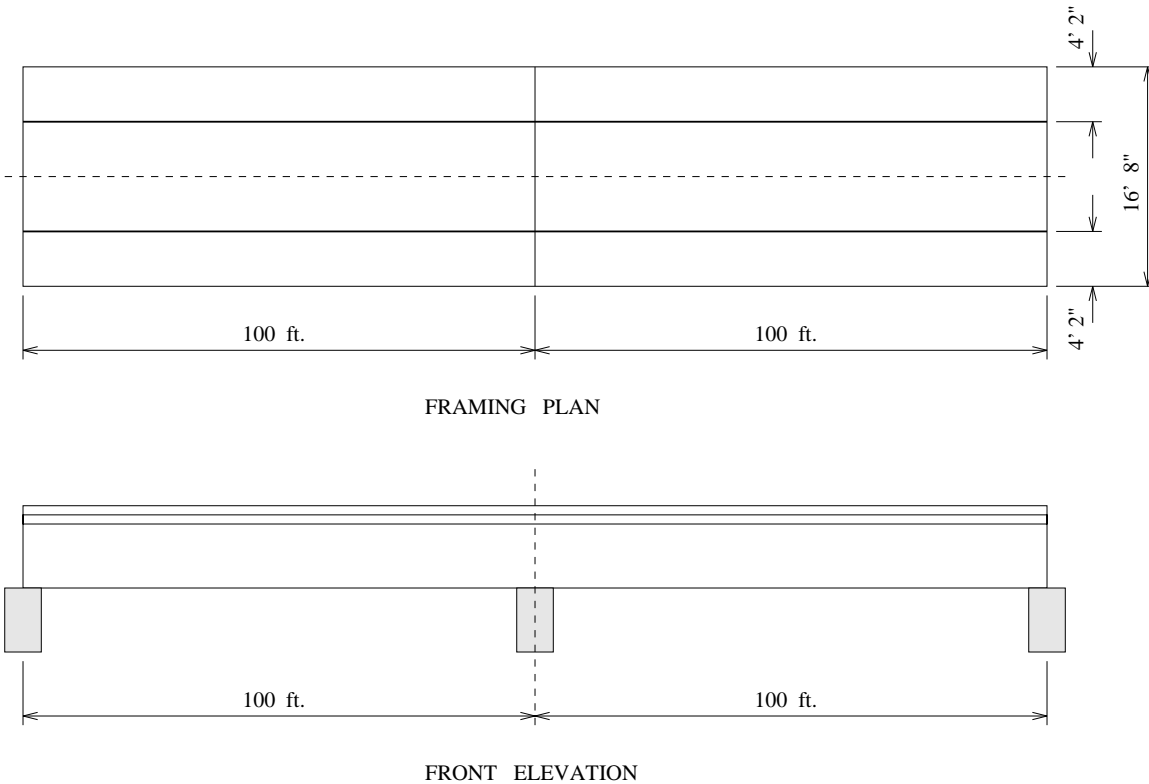 4' 2"
16' 8"
4' 2"
100 ft.
100 ft.
FRAMING PLAN
100 ft.
100 ft.
FRONT ELEVATION